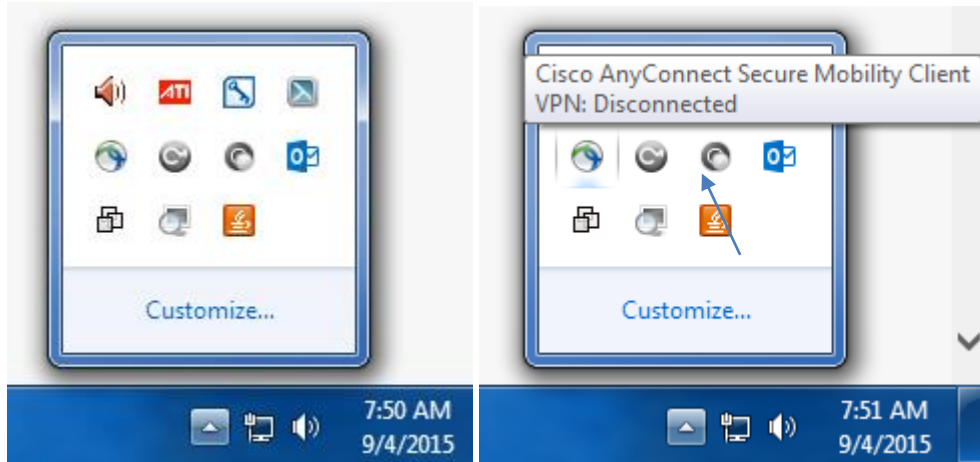 ATI
Customize...
7:50 AM
9/4/2015
Cisco AnyConnect Secure Mobility Client
VPN: Disconnected
Customize...
7:51 AM
9/4/2015